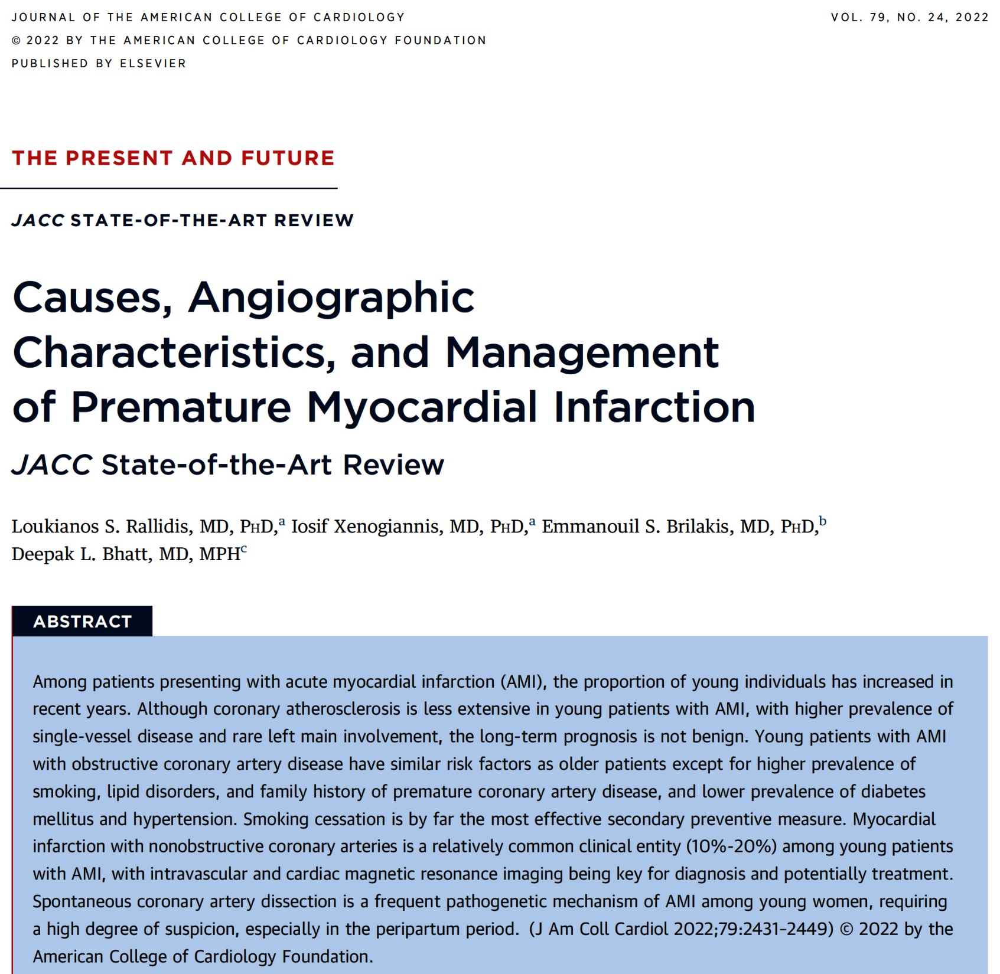 JOURNAL OF THE AMERICAN COLLEGE OF CARDIOLOGY
VOL. 79, NO. 24, 2022
© 2022 BY THE AMERICAN COLLEGE OF CARDIOLOGY FOUNDATION
PUBLISHED BY ELSEVIER
THE PRESENT AND FUTURE
JACC STATE-OF-THE-ART REVIEW
Causes, Angiographic
Characteristics, and Management
of Premature Myocardial Infarction
JACC State-of-the-Art Review
Loukianos S. Rallidis, MD, PhD,a Iosif Xenogiannis, MD, PhD,a Emmanouil S. Brilakis, MD, PhD,b
Deepak L. Bhatt, MD, MPHc
ABSTRACT
Among patients presenting with acute myocardial infarction (AMI), the proportion of young individuals has increased in
recent years. Although coronary atherosclerosis is less extensive in young patients with AMI, with higher prevalence of
single-vessel disease and rare left main involvement, the long-term prognosis is not benign. Young patients with AMI
with obstructive coronary artery disease have similar risk factors as older patients except for higher prevalence of
smoking, lipid disorders, and family history of premature coronary artery disease, and lower prevalence of diabetes
mellitus and hypertension. Smoking cessation is by far the most effective secondary preventive measure. Myocardial
infarction with nonobstructive coronary arteries is a relatively common clinical entity (10%-20%) among young patients
with AMI, with intravascular and cardiac magnetic resonance imaging being key for diagnosis and potentially treatment.
Spontaneous coronary artery dissection is a frequent pathogenetic mechanism of AMI among young women, requiring
a high degree of suspicion, especially in the peripartum period. (J Am Coll Cardiol 2022;79:2431–2449) © 2022 by the
American College of Cardiology Foundation.